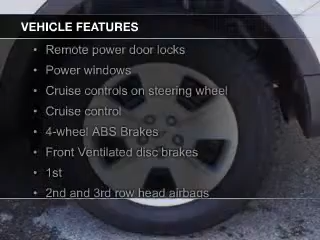 VEHICLE FEATURES
• Remote power door locks
• Power windows
• Cruise controls on steering wheel
• Cruise control
• 4-wheel ABS Brakes
• Front Ventilated disc brakes
• 1st
• 2nd and 3rd row head airbags